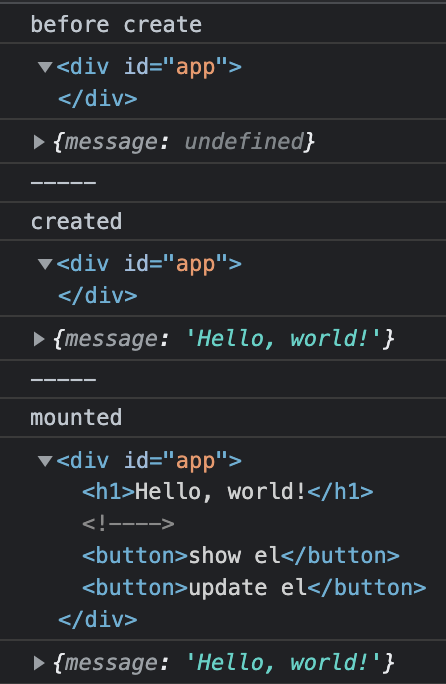 before create
▼<div id="app">
</div>
▶{message: undefined}
-----
created
▼<div id="app">
</div>
▶{message: 'Hello, world!'}
-----
mounted
▼<div id="app">
<h1>Hello, world!</h1>
<!---->
<button>show el</button>
<button>update el</button>
</div>
▶{message: 'Hello, world!'}